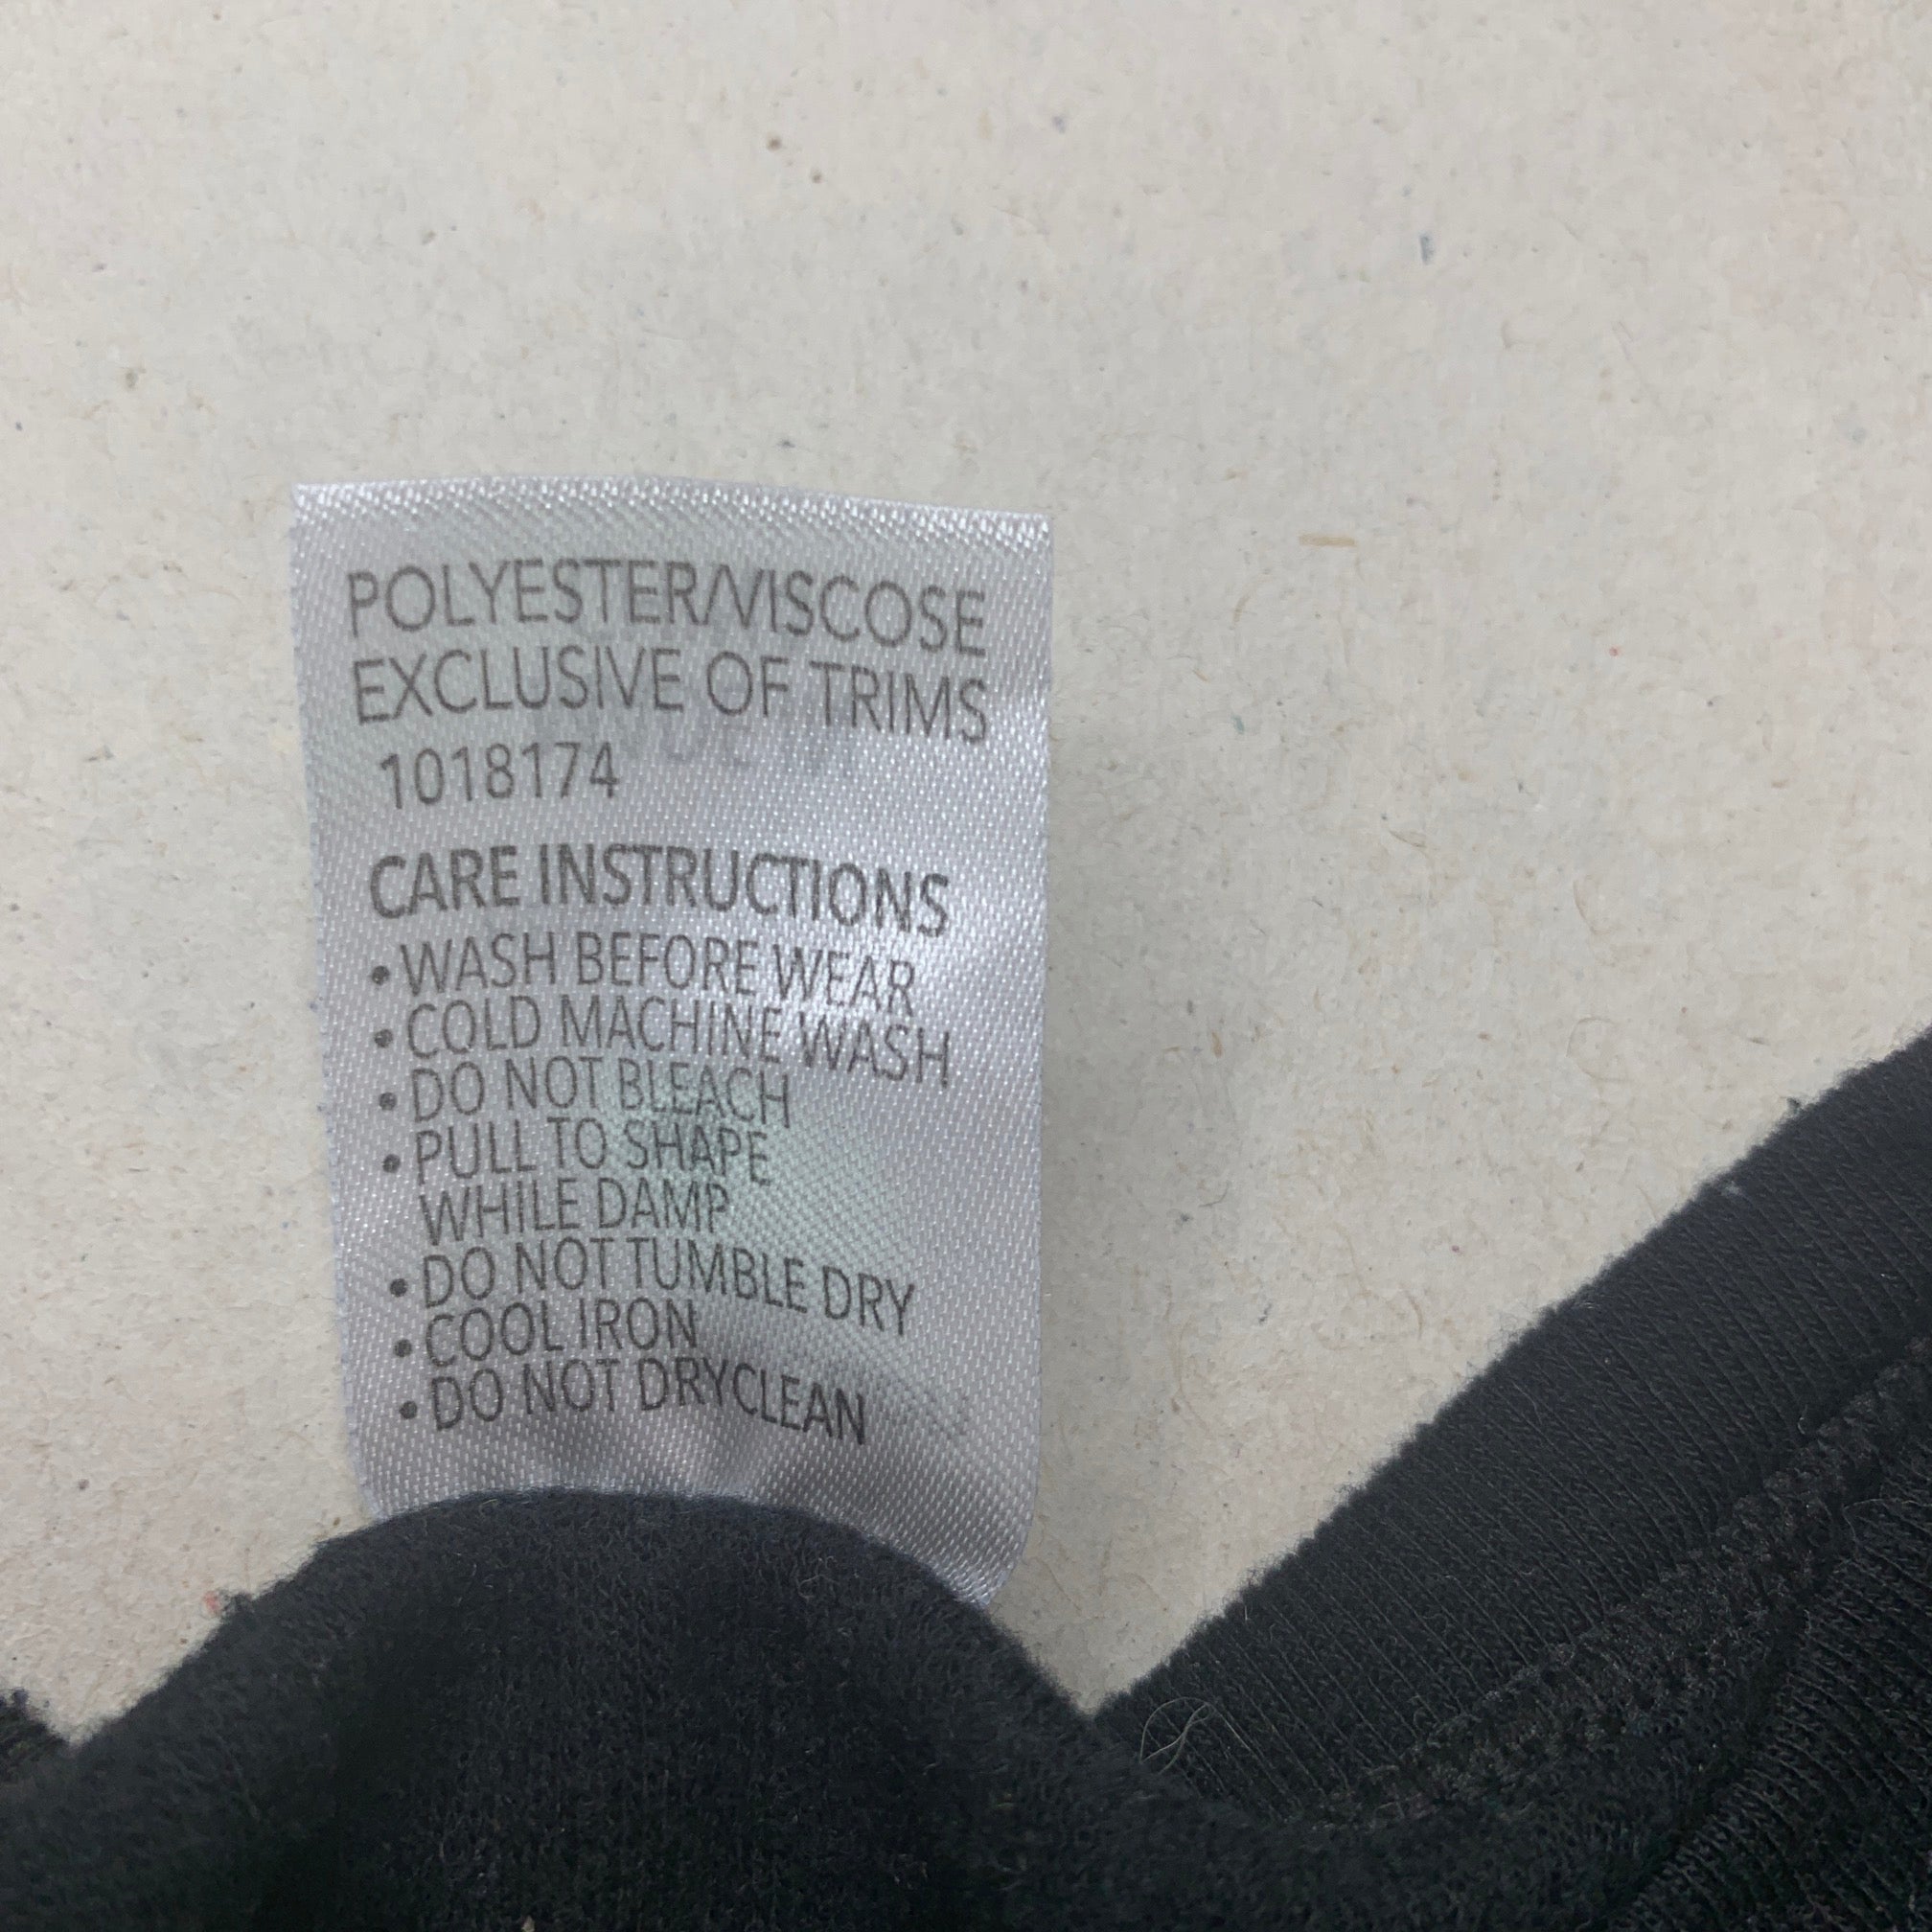 POLYESTER/VISCOSE
EXCLUSIVE OF TRIMS
1018174
CARE INSTRUCTIONS
• WASH BEFORE WEAR
• COLD MACHINE WASH
• DO NOT BLEACH
• PULL TO SHAPE
WHILE DAMP
• DO NOT TUMBLE DRY
• COOL IRON
• DO NOT DRYCLEAN